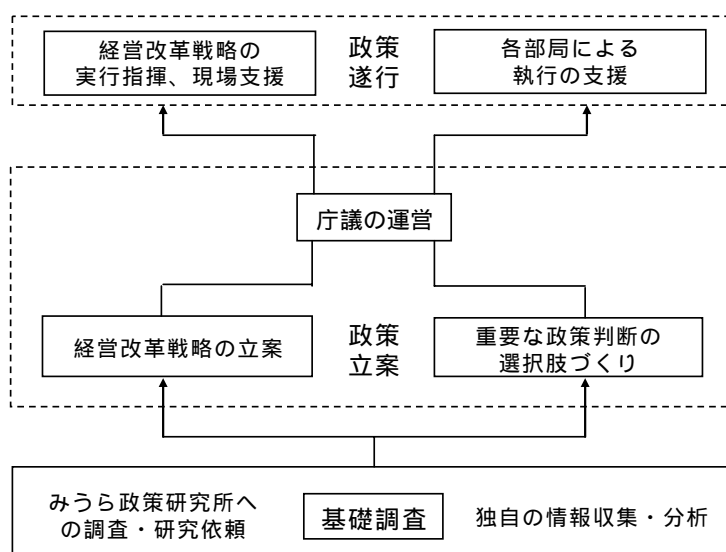 経営改革戦略の
実行指揮、現場支援
政策
遂行
各部局による
執行の支援
庁議の運営
経営改革戦略の立案
政策
立案
重要な政策判断の
選択肢づくり
みうら政策研究所へ
の調査・研究依頼
基礎調査
独自の情報収集・分析